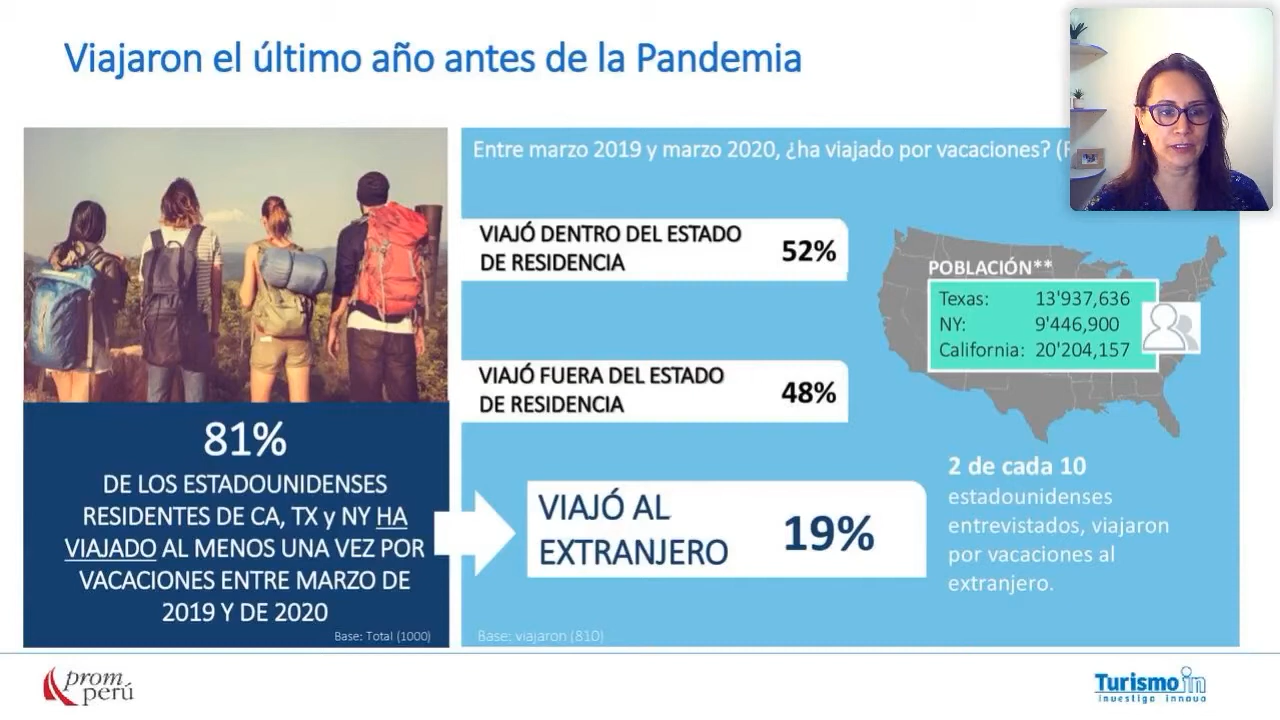 Viajaron el último año antes de la Pandemia
Entre marzo 2019 y marzo 2020, ¿ha viajado por vacaciones? (
VIAJÓ DENTRO DEL ESTADO
DE RESIDENCIA
52%
VIAJÓ FUERA DEL ESTADO
DE RESIDENCIA
48%
POBLACIÓN**
Texas: 13'937,636
NY: 9'446,900
California: 20'204,157
81%
DE LOS ESTADOUNIDENSES
RESIDENTES DE CA, TX y NY HA
VIAJADO AL MENOS UNA VEZ POR
VACACIONES ENTRE MARZO DE
2019 Y DE 2020
Base: Total (1000)
VIAJÓ AL
EXTRANJERO
19%
2 de cada 10
estadounidenses
entrevistados, viajaron
por vacaciones al
extranjero.
Base: viajaron (810)
prom
perú
Turismo in
investiga innova